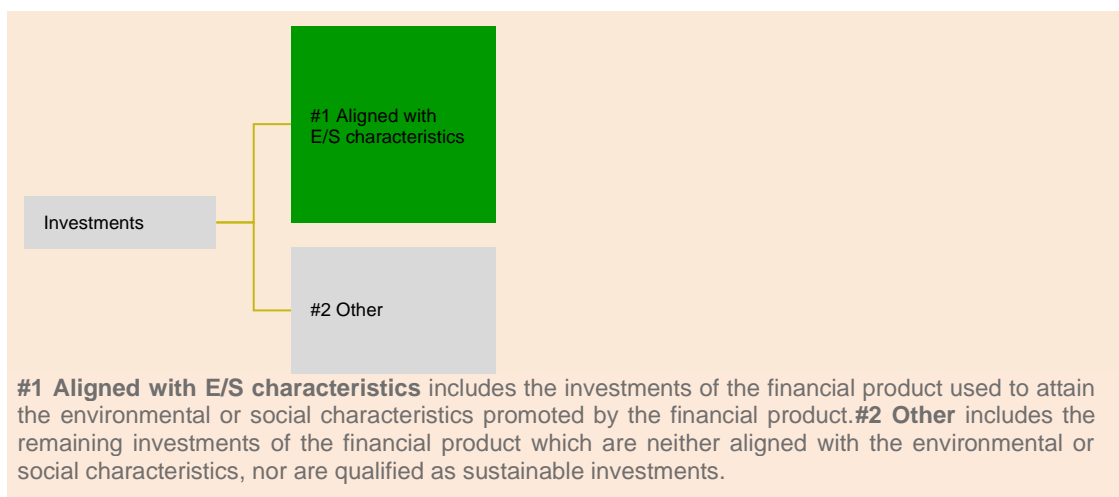 #1 Aligned with
E/S characteristics
Investments
#2 Other
#1 Aligned with E/S characteristics includes the investments of the financial product used to attain
the environmental or social characteristics promoted by the financial product.#2 Other includes the
remaining investments of the financial product which are neither aligned with the environmental or
social characteristics, nor are qualified as sustainable investments.